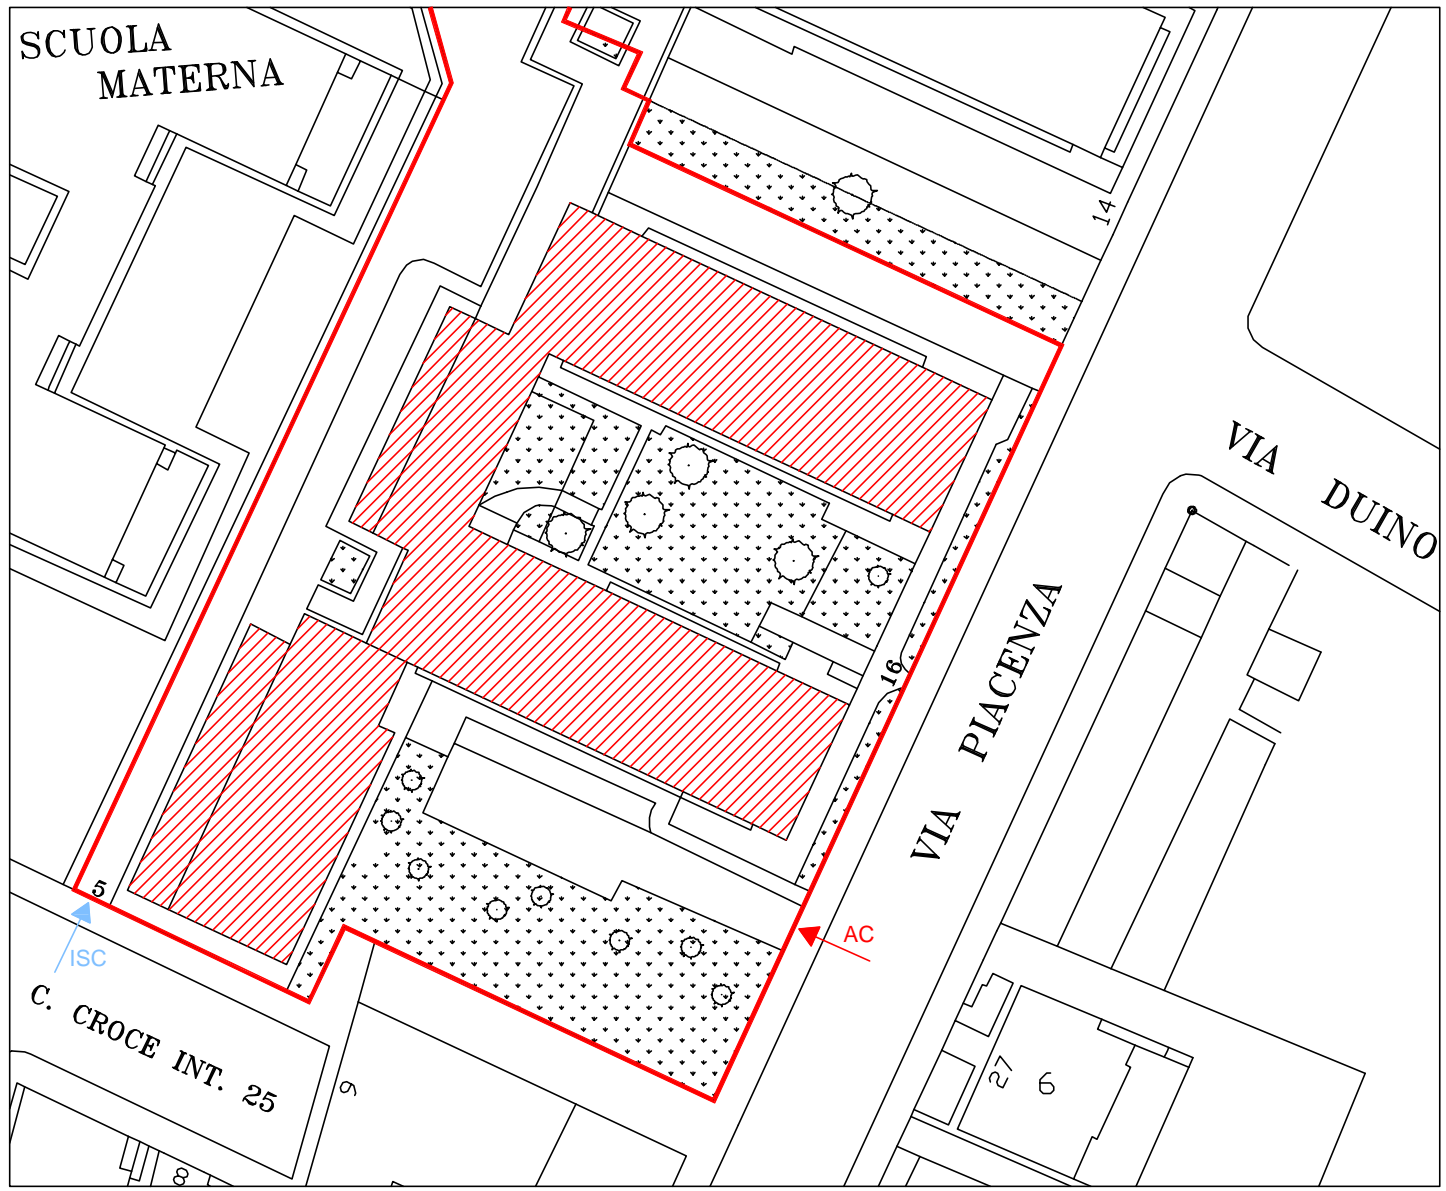 SCUOLA
MATERNA
14
VIA DUINO
VIA PIACENZA
16
5
ISC
AC
C. CROCE INT. 25
9
27
6
8